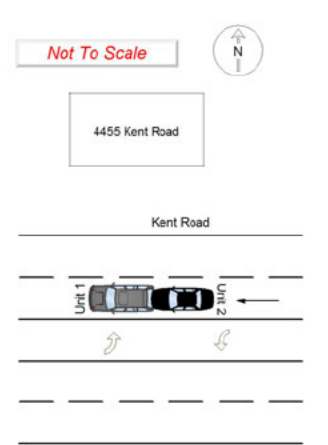 Not To Scale
N
4455 Kent Road
Kent Road
Unit 1
Unit 2